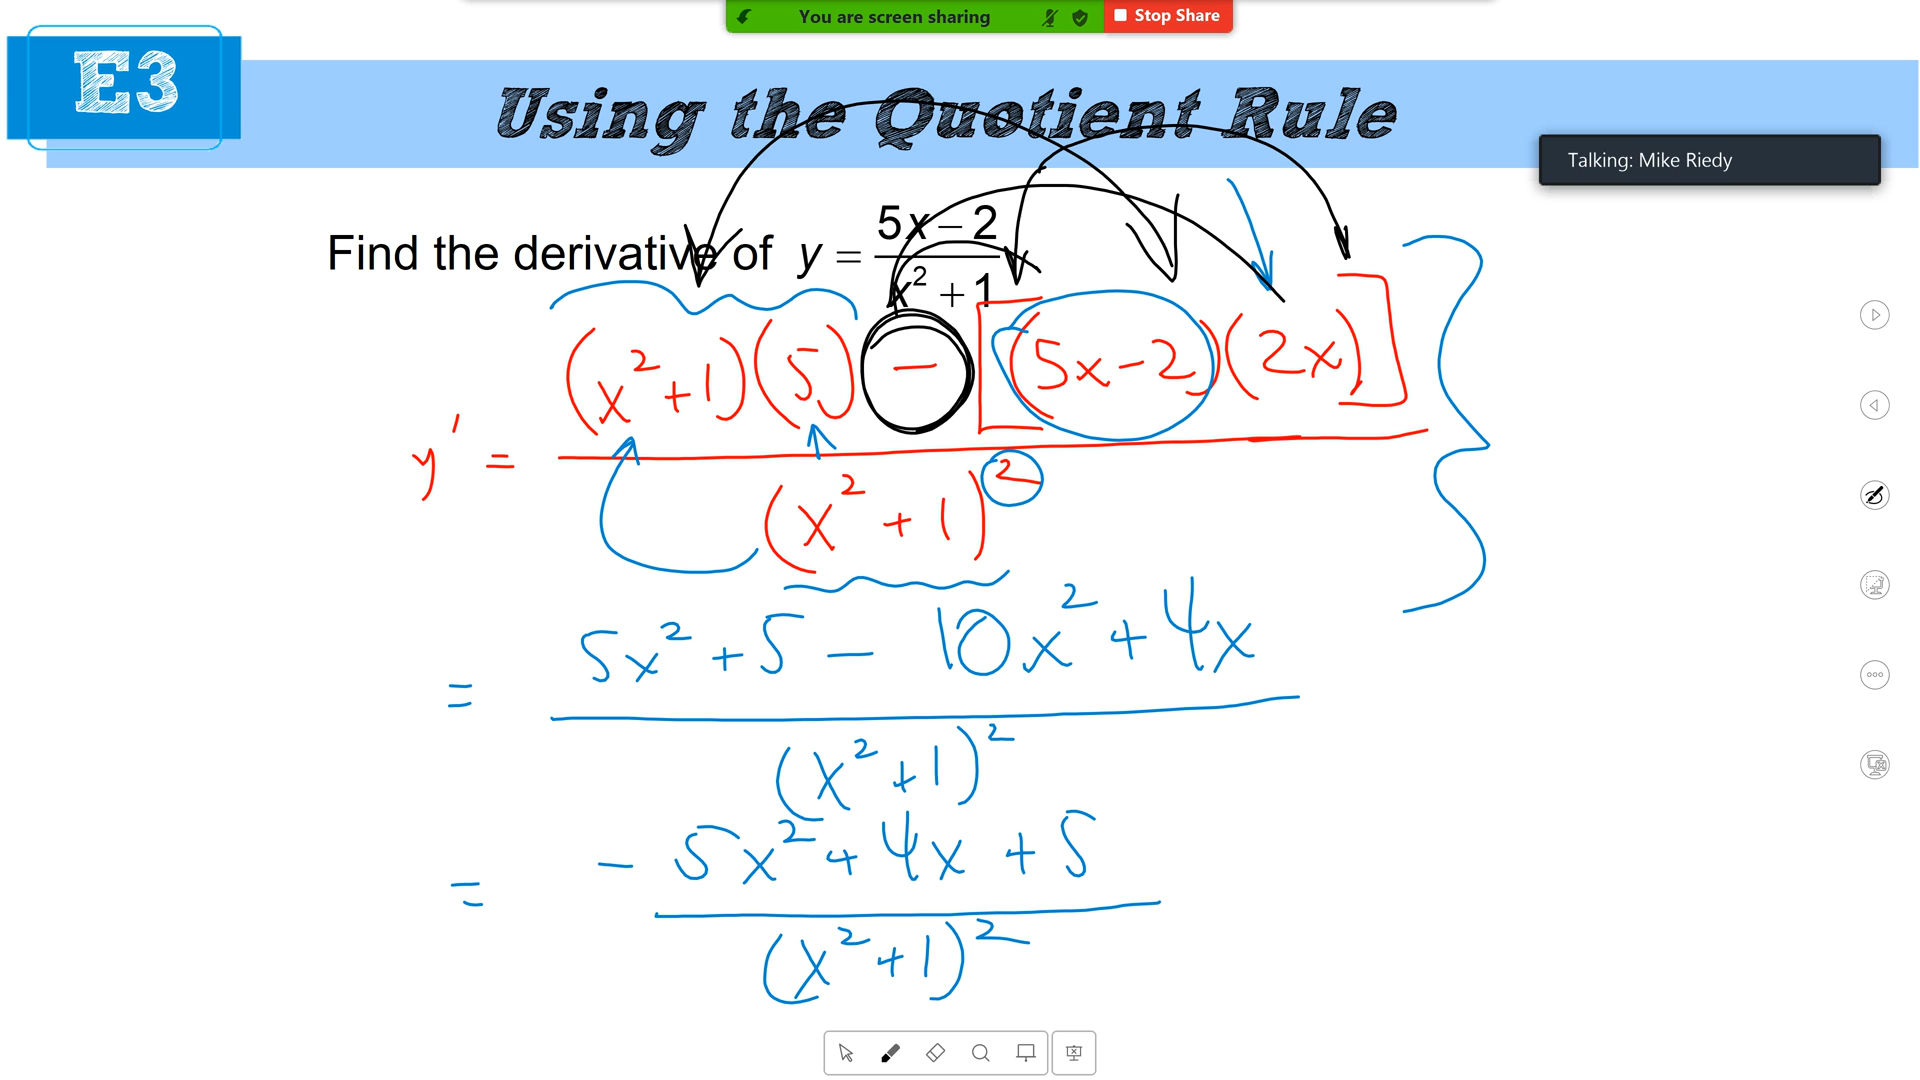 You are screen sharing Stop Share
E3
Using the Quotient Rule
Talking: Mike Riedy
Find the derivative of y = (5x − 2)/(x² + 1)
y' = ((x²+1)(5) − [(5x−2)(2x)])/(x²+1)²
= (5x²+5−10x²+4x)/(x²+1)²
= (−5x²+4x+5)/(x²+1)²